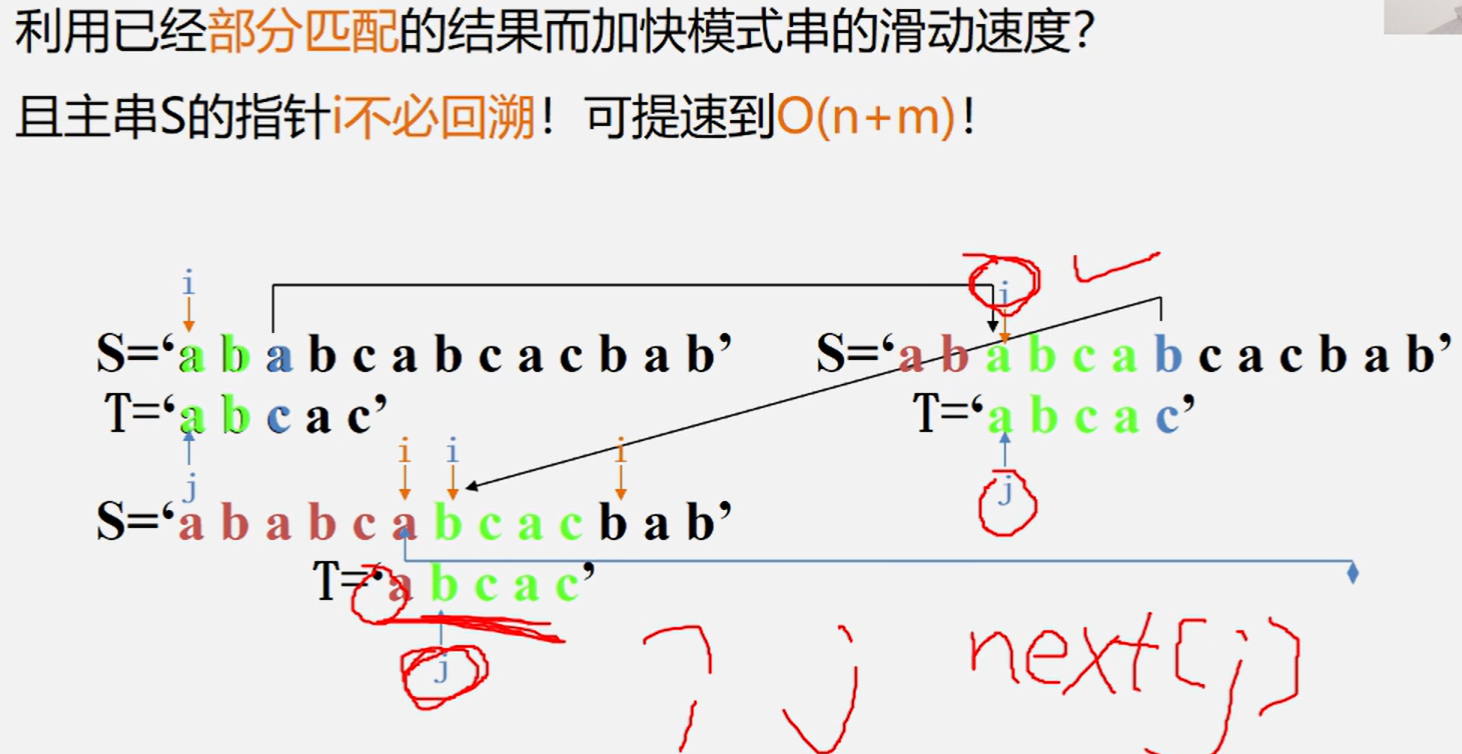 利用已经部分匹配的结果而加快模式串的滑动速度?
且主串S的指针i不必回溯！可提速到O(n+m)！
i
S=‘a b a b c a b c a c b a b’
T=‘a b c a c’
j
i
S=‘a b a b c a b c a c b a b’
T=‘a b c a c’
j
i i i
S=‘a b a b c a b c a c b a b’
T=‘a b c a c’
j
? j next[j]